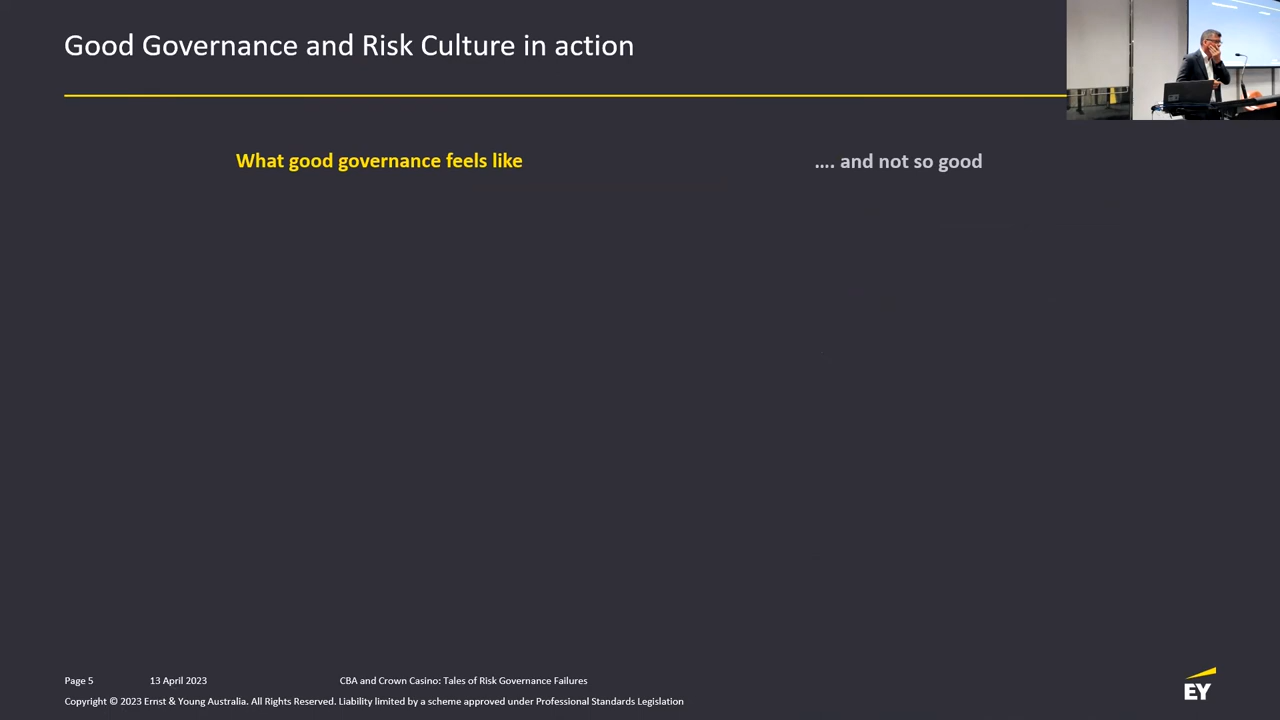 Good Governance and Risk Culture in action
What good governance feels like
.... and not so good
Page 5
13 April 2023
CBA and Crown Casino: Tales of Risk Governance Failures
Copyright © 2023 Ernst & Young Australia. All Rights Reserved. Liability limited by a scheme approved under Professional Standards Legislation
EY